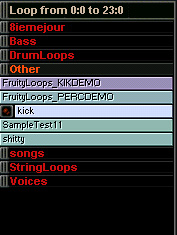 Loop from 0:0 to 23:0
8iemejour
Bass
DrumLoops
Other
FruityLoops_KIKDEMO
FruityLoops_PERCDEMO
kick
SampleTest11
shitty
songs
StringLoops
Voices